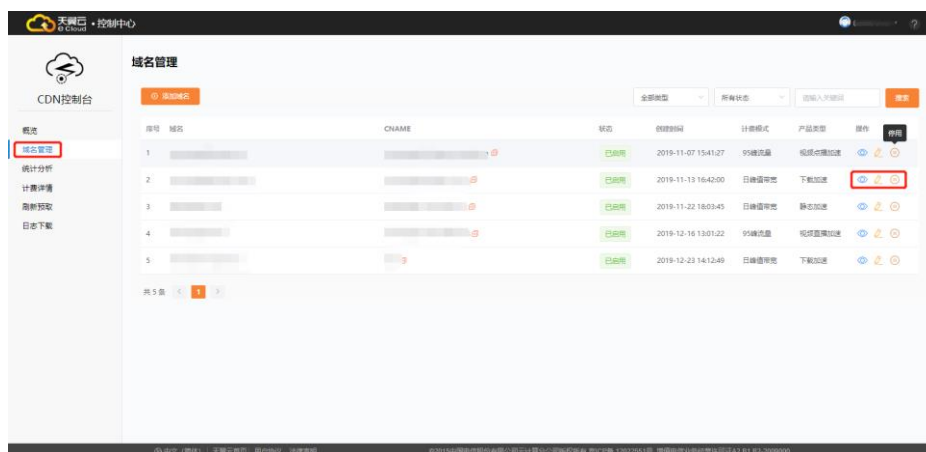 天翼云 • 控制中心
e Cloud
CDN控制台
概览
域名管理
统计分析
计费详情
刷新预取
日志下载
域名管理
添加域名
全部类型
所有状态
请输入关键词
搜索
序号 域名 CNAME 状态 创建时间 计费模式 产品类型 操作
停用
1 已启用 2019-11-07 15:41:27 95峰流量 视频点播加速
2 已启用 2019-11-13 16:42:00 日峰值带宽 下载加速
3 已启用 2019-11-22 18:03:45 日峰值带宽 静态加速
4 已启用 2019-12-16 13:01:22 95峰流量 视频直播加速
5 已启用 2019-12-23 14:12:49 日峰值带宽 下载加速
共 5 条 < 1 >